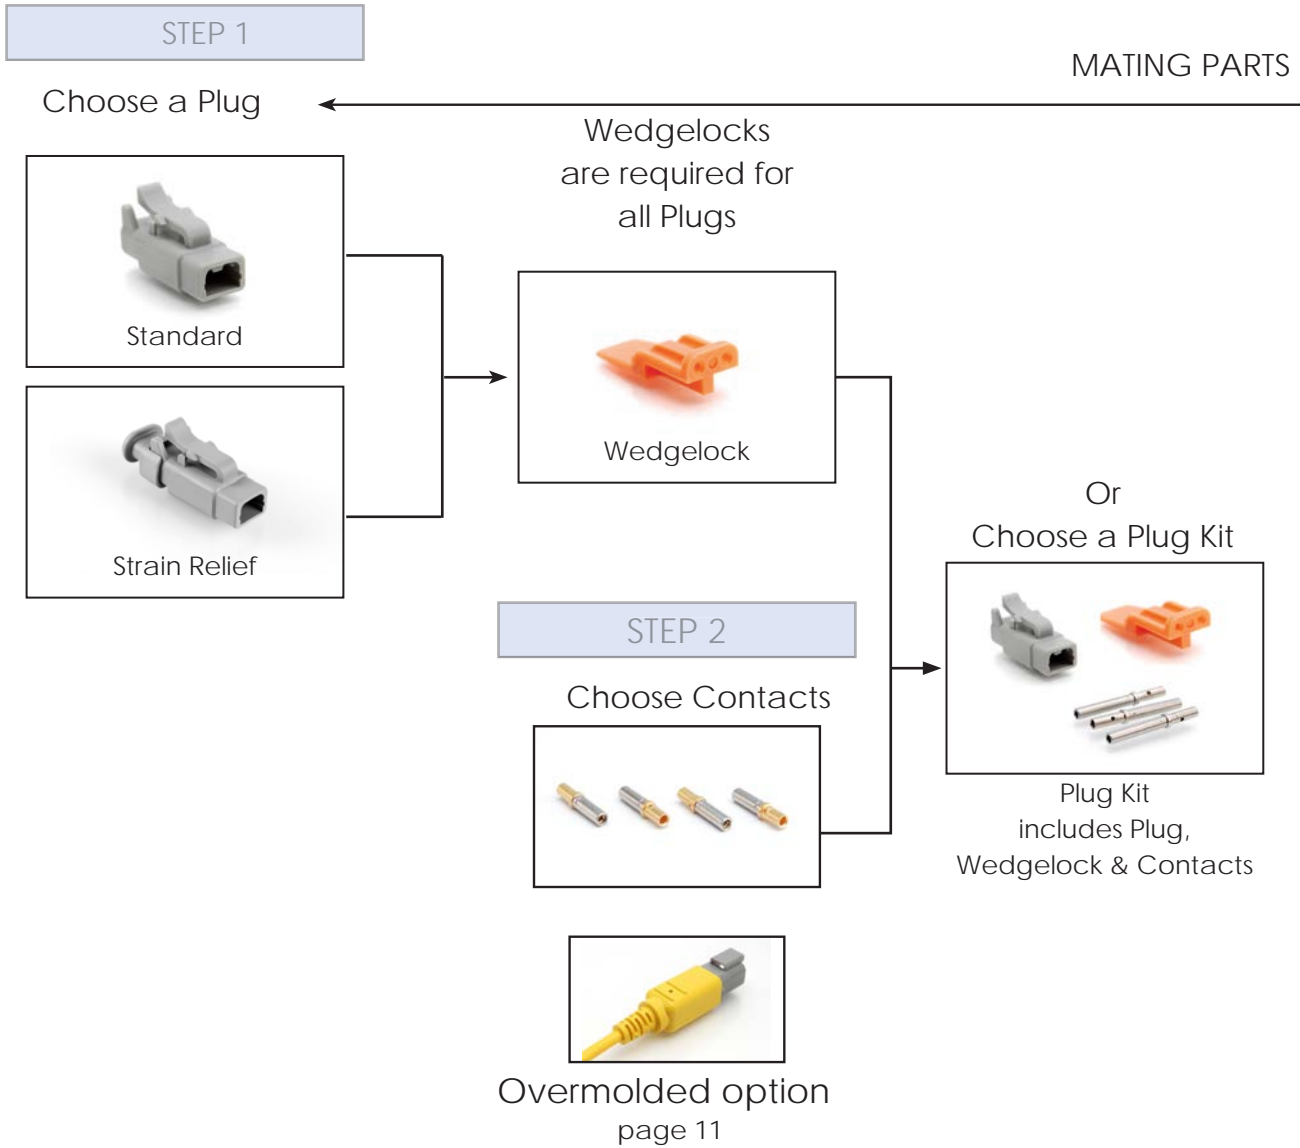 STEP 1
MATING PARTS
Choose a Plug
Wedgelocks
are required for
all Plugs
Standard
Wedgelock
Strain Relief
Or
Choose a Plug Kit
STEP 2
Choose Contacts
Plug Kit
includes Plug,
Wedgelock & Contacts
Overmolded option
page 11